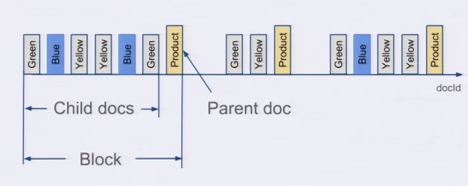 Green
Blue
Yellow
Yellow
Blue
Green
Product
Green
Yellow
Product
Green
Blue
Yellow
Yellow
Product
docId
Child docs
Parent doc
Block